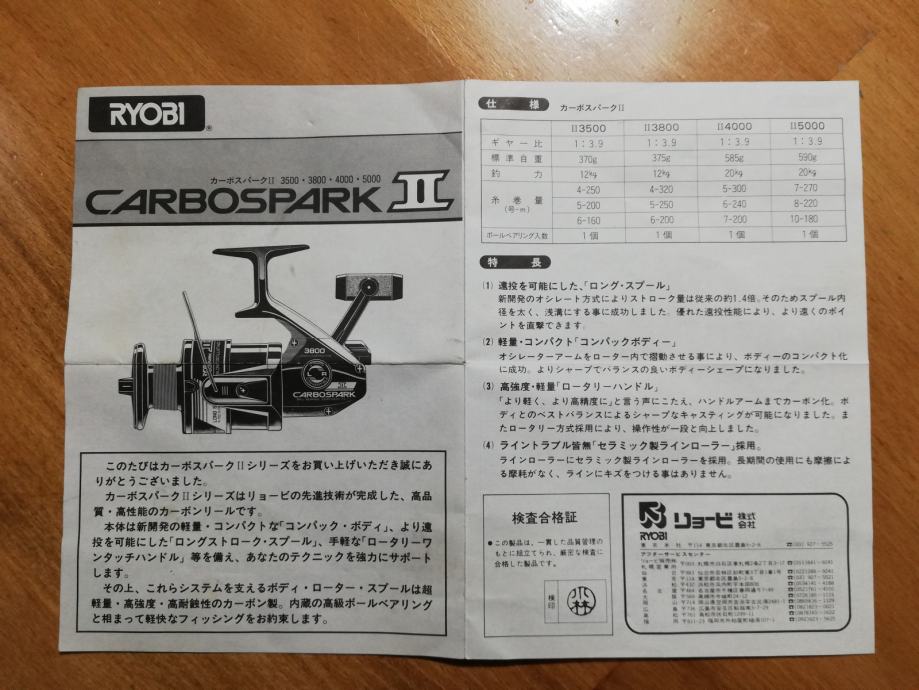 RYOBI
®
カーボスパークII 3500・3800・4000・5000
CARBOSPARK II
3800
CARBOSPARK
このたびはカーボスパークIIシリーズをお買い上げいただき誠にあ
りがとうございました。
カーボスパークIIシリーズはリョービの先進技術が完成した、高品
質・高性能のカーボンリールです。
本体は新開発の軽量・コンパクトな「コンパック・ボディ」、より遠
投を可能にした「ロングストローク・スプール」、手軽な「ロータリーワ
ンタッチハンドル」等を備え、あなたのテクニックを強力にサポート
します。
その上、これらシステムを支えるボディ・ローター・スプールは超
軽量・高強度・高耐蝕性のカーボン製。内蔵の高級ボールベアリング
と相まって軽快なフィッシングをお約束します。
仕様 カーボスパークII
II3500 II3800 II4000 II5000
ギヤー比 1：3.9 1：3.9 1：3.9 1：3.9
標準自重 370g 375g 585g 590g
釣力 12kg 12kg 20kg 20kg
糸巻量 (号-m)
4-250 4-320 5-300 7-270
5-200 5-250 6-240 8-220
6-160 6-200 7-200 10-180
ボールベアリング入数 1個 1個 1個 1個
特長
(1) 遠投を可能にした、「ロング・スプール」
新開発のオシレート方式によりストローク量は従来の約1.4倍。そのためスプール内
径を太く、浅溝にする事に成功しました。優れた遠投性能により、より遠くのポイ
ントを直撃できます。
(2) 軽量・コンパクト「コンパックボディー」
オシレーターアームをローター内で摺動させる事により、ボディーのコンパクト化
に成功。よりシャープでバランスの良いボディーシェープになりました。
(3) 高強度・軽量「ロータリーハンドル」
「より軽く、より高精度に」と言う声にこたえ、ハンドルアームまでカーボン化。ボ
ディとのベストバランスによるシャープなキャスティングが可能になりました。ま
たロータリー方式採用により、操作性が一段と向上しました。
(4) ライントラブル皆無「セラミック製ラインローラー」採用。
ラインローラーにセラミック製ラインローラーを採用。長期間の使用にも摩擦によ
る摩耗がなく、ラインにキズをつける事はありません。
検査合格証
●この製品は、一貫した品質管理の
もとに組立てられ、厳密な検査に
合格した製品です。
検印
小林
RYOBI
リョービ株式会社
アフターサービスセンター